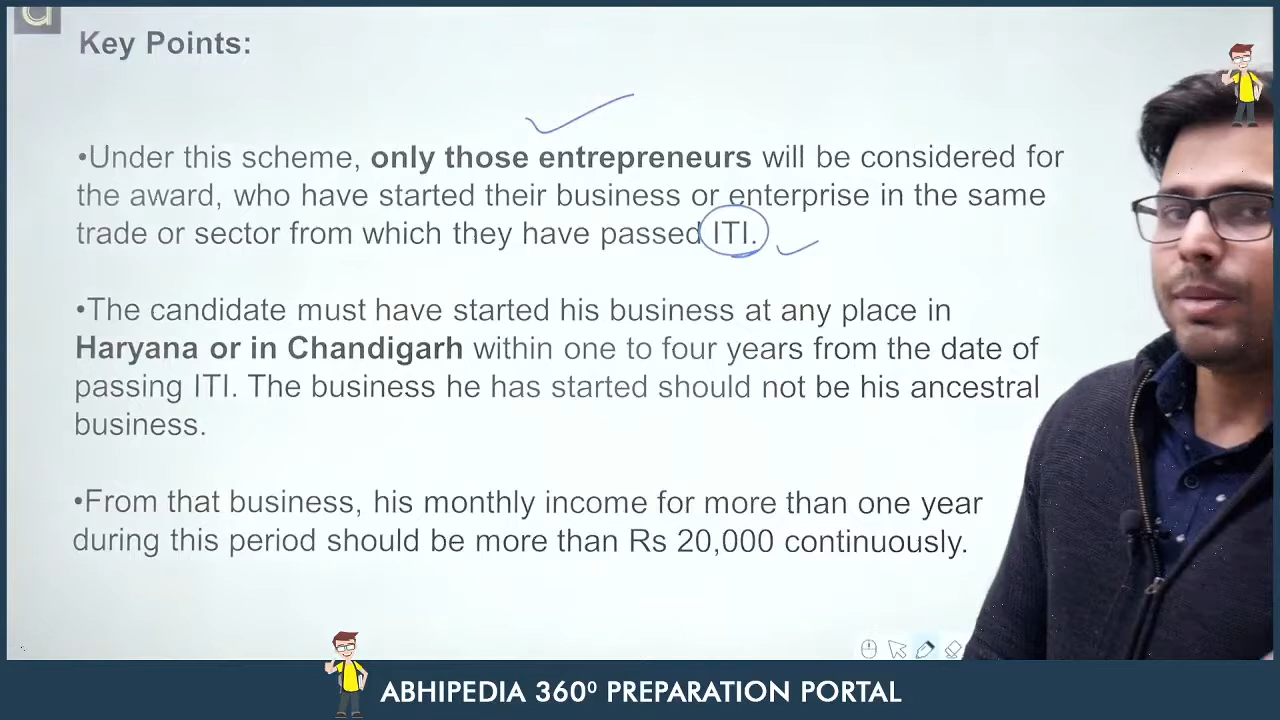 Key Points:
•Under this scheme, only those entrepreneurs will be considered for
the award, who have started their business or enterprise in the same
trade or sector from which they have passed ITI.
•The candidate must have started his business at any place in
Haryana or in Chandigarh within one to four years from the date of
passing ITI. The business he has started should not be his ancestral
business.
•From that business, his monthly income for more than one year
during this period should be more than Rs 20,000 continuously.
ABHIPEDIA 360⁰ PREPARATION PORTAL